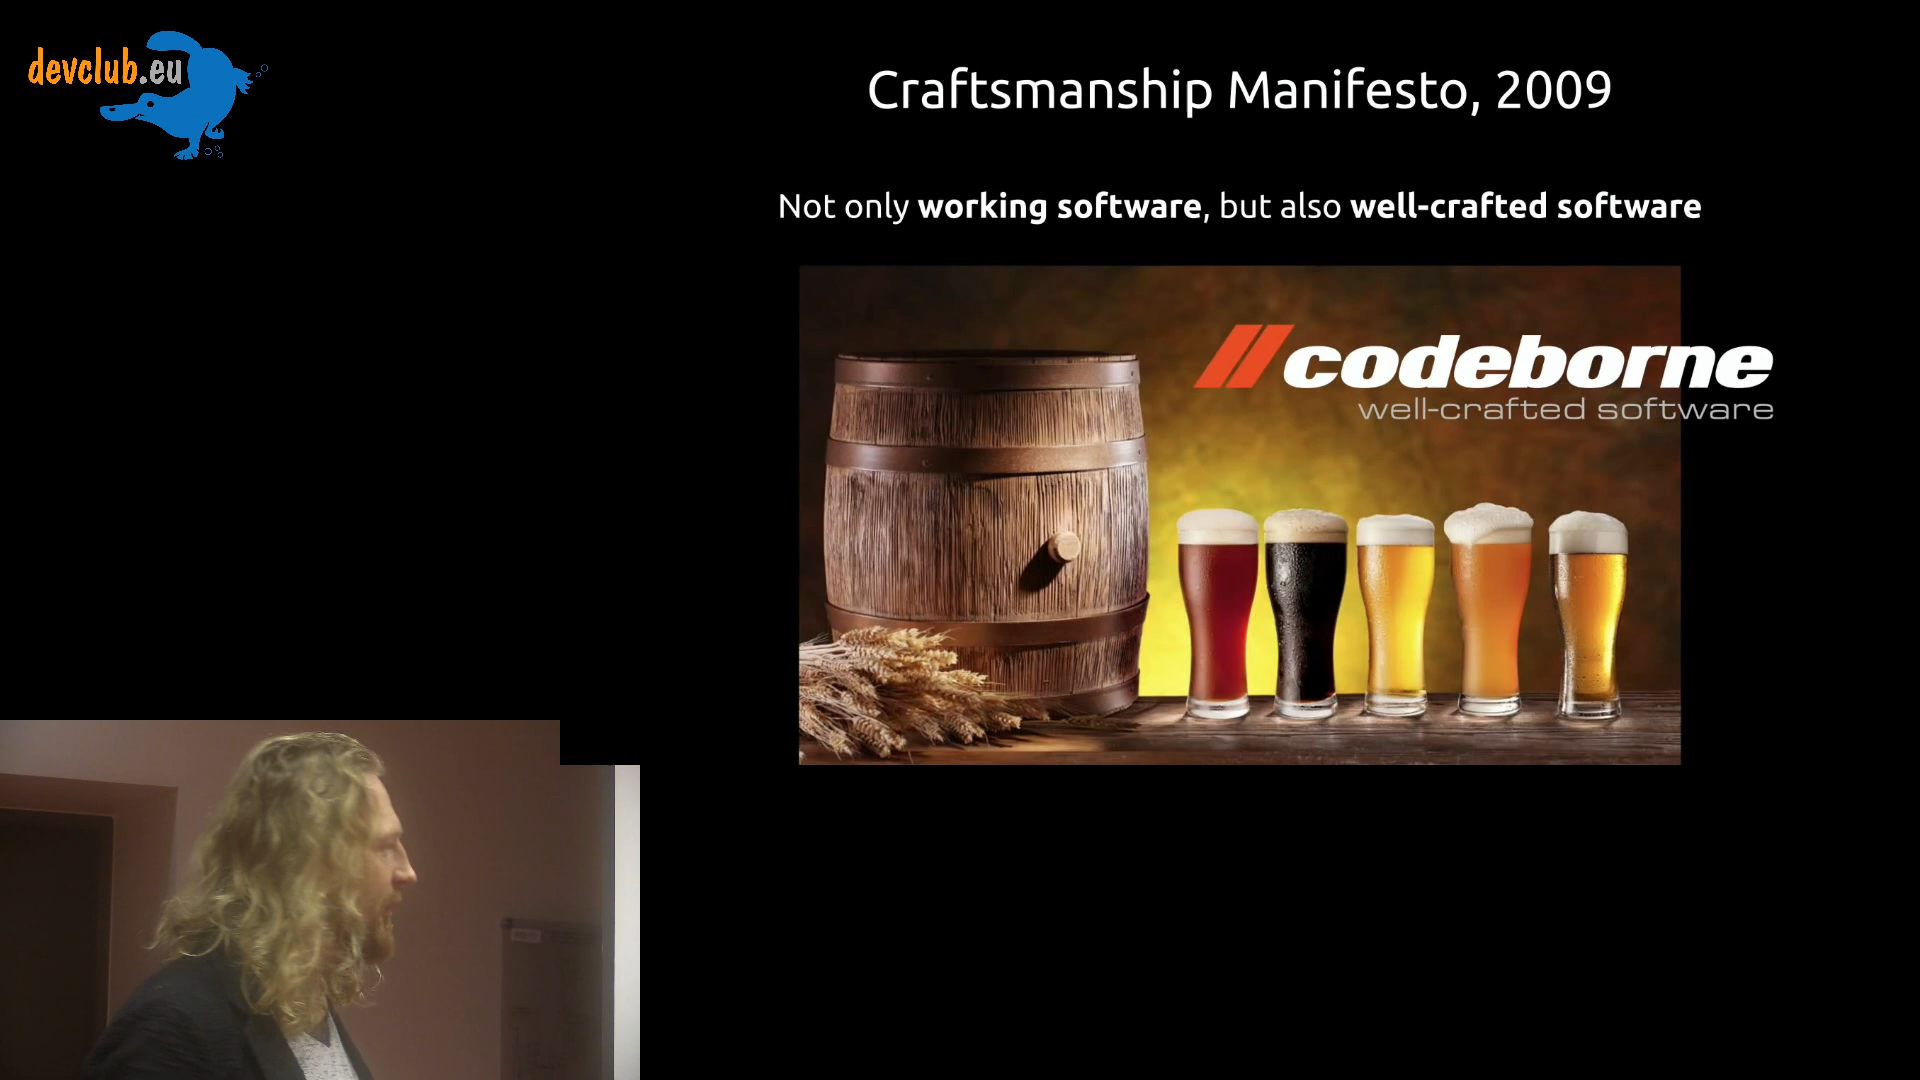 devclub.eu
Craftsmanship Manifesto, 2009
Not only working software, but also well-crafted software
codeborne
well-crafted software